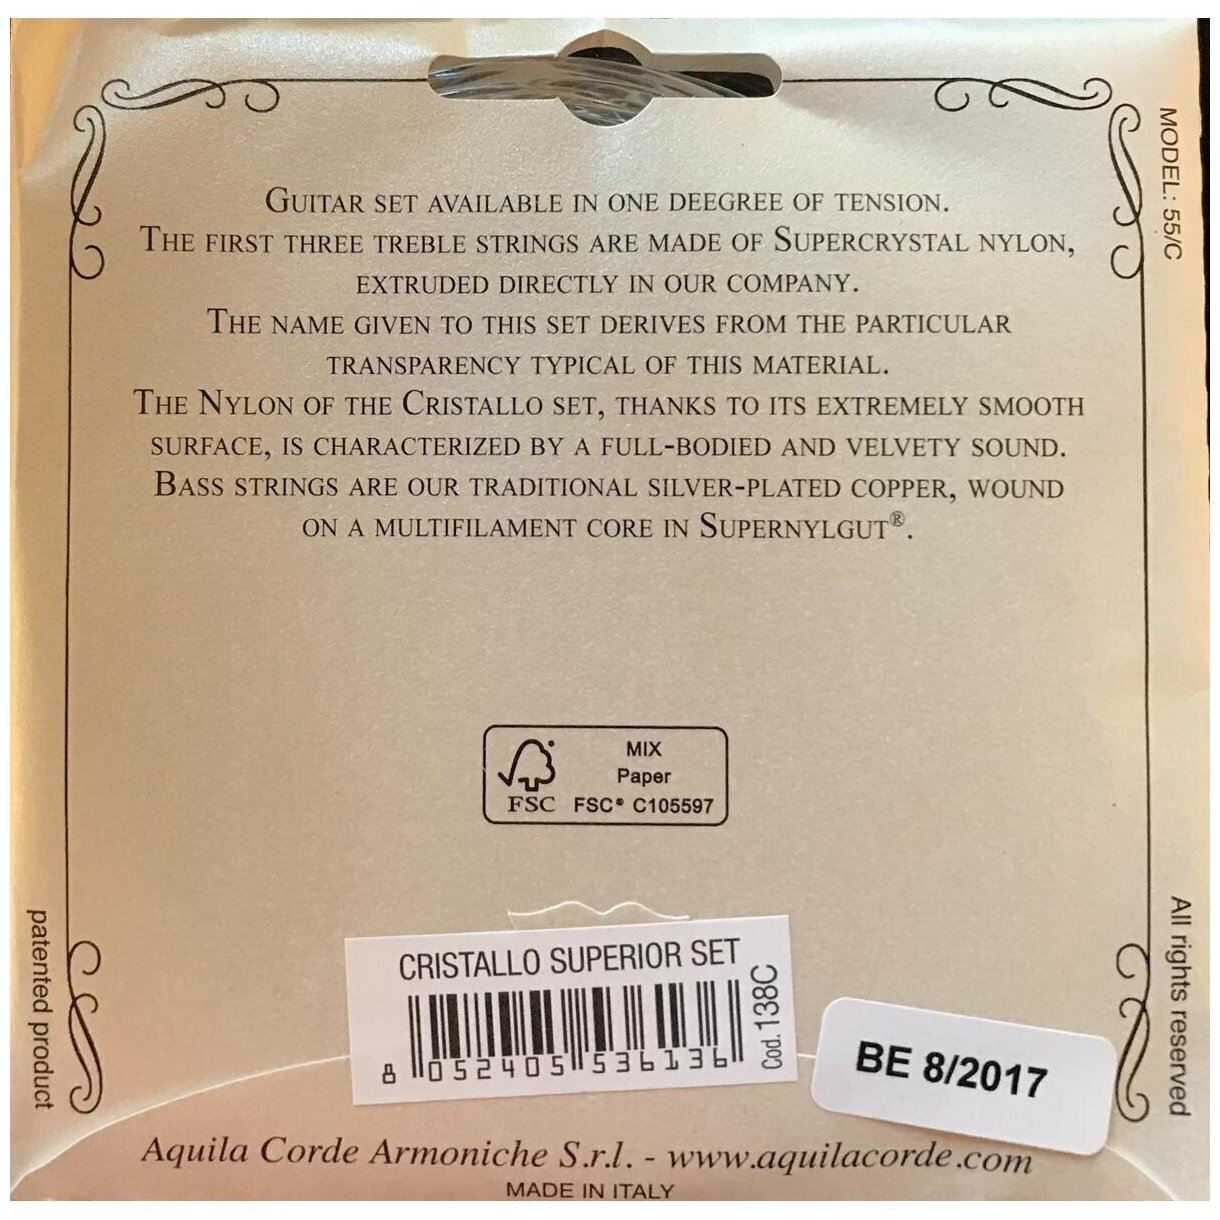 GUITAR SET AVAILABLE IN ONE DEEGREE OF TENSION.
THE FIRST THREE TREBLE STRINGS ARE MADE OF SUPERCRYSTAL NYLON,
EXTRUDED DIRECTLY IN OUR COMPANY.
THE NAME GIVEN TO THIS SET DERIVES FROM THE PARTICULAR
TRANSPARENCY TYPICAL OF THIS MATERIAL.
THE NYLON OF THE CRISTALLO SET, THANKS TO ITS EXTREMELY SMOOTH
SURFACE, IS CHARACTERIZED BY A FULL-BODIED AND VELVETY SOUND.
BASS STRINGS ARE OUR TRADITIONAL SILVER-PLATED COPPER, WOUND
ON A MULTIFILAMENT CORE IN SUPERNYLGUT®.
MODEL: 55/C
MIX
Paper
FSC
FSC® C105597
patented product
All rights reserved
CRISTALLO SUPERIOR SET
8 052405 536136
Cod. 138C
BE 8/2017
Aquila Corde Armoniche S.r.l. - www.aquilacorde.com
MADE IN ITALY